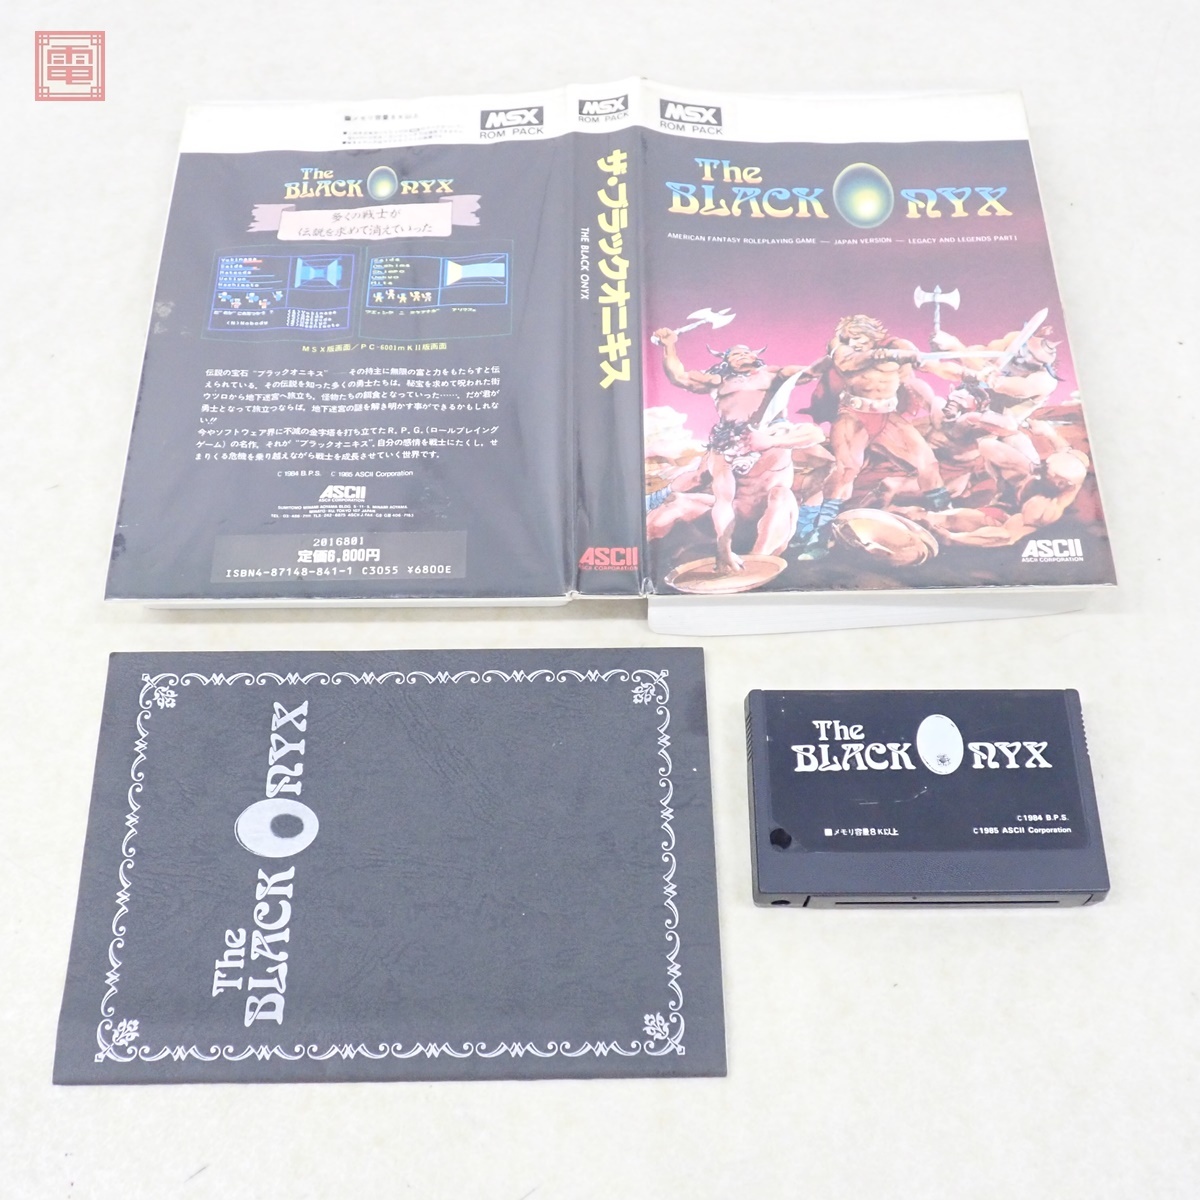 電
MSX
ROM PACK
The
BLACK ONYX
多くの戦士が
伝説を求めて消えていった
MSX版画面/PC-6001mKII版画面
伝説の宝石“ブラックオニキス”――その持主に無限の富と力をもたらすと伝
えられている。その伝説を知った多くの勇士たちは、秘宝を求めて呪われた街
ウツロから地下迷宮へ旅立ち、怪物たちの餌食となっていった……。だが君が
勇士となって旅立つならば、地下迷宮の謎を解き明かす事ができるかもしれな
い!!
今やソフトウェア界に不滅の金字塔を打ち立てたR.P.G.(ロールプレイング
ゲーム)の名作。それが“ブラックオニキス”。自分の感情を戦士にたくし、せ
まりくる危機を乗り越えながら戦士を成長させていく世界です。
C 1984 B.P.S. C 1985 ASCII Corporation
ASCII
ASCII CORPORATION
2016801
定価6,800円
ISBN4-87148-841-1 C3055 ¥6800E
MSX
ROM PACK
ザ・ブラックオニキス
THE BLACK ONYX
ASCII
ASCII CORPORATION
MSX
ROM PACK
The
BLACK ONYX
AMERICAN FANTASY ROLEPLAYING GAME — JAPAN VERSION — LEGACY AND LEGENDS PART I
ASCII
ASCII CORPORATION
The
BLACK ONYX
The
BLACK ONYX
■メモリ容量8K以上
C 1984 B.P.S.
C 1985 ASCII Corporation